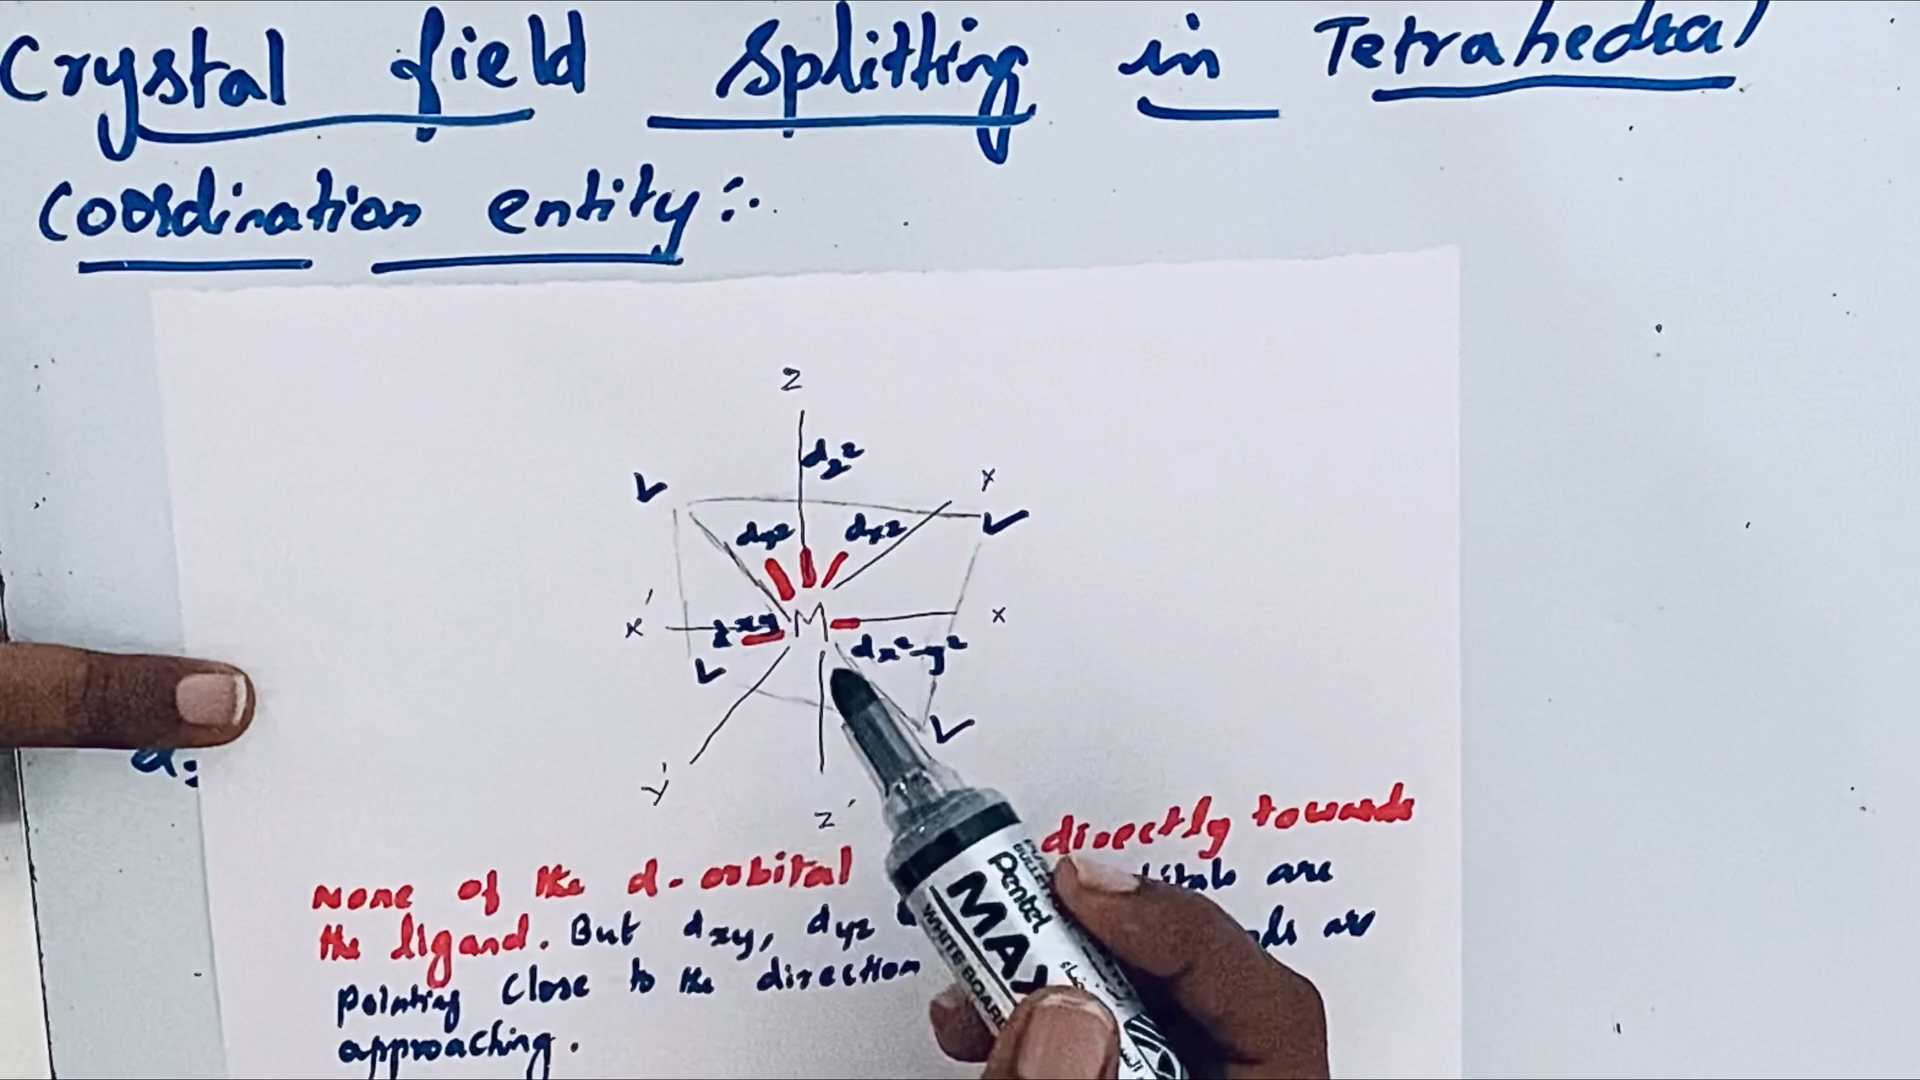 Crystal field splitting in Tetrahedral
Coordination entity:-
Z
dz²
L
Y
L
dyz
dxz
X'
dxy
M
X
dx²-y²
L
L
Y'
Z'
None of the d-orbital directly towards
the ligand. But dxy, dyz are
pointing close to the direction
approaching.
Pentel
MAX
WHITE BOARD